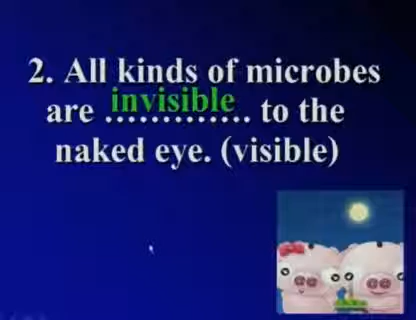 2. All kinds of microbes
are ....invisible.... to the
naked eye. (visible)